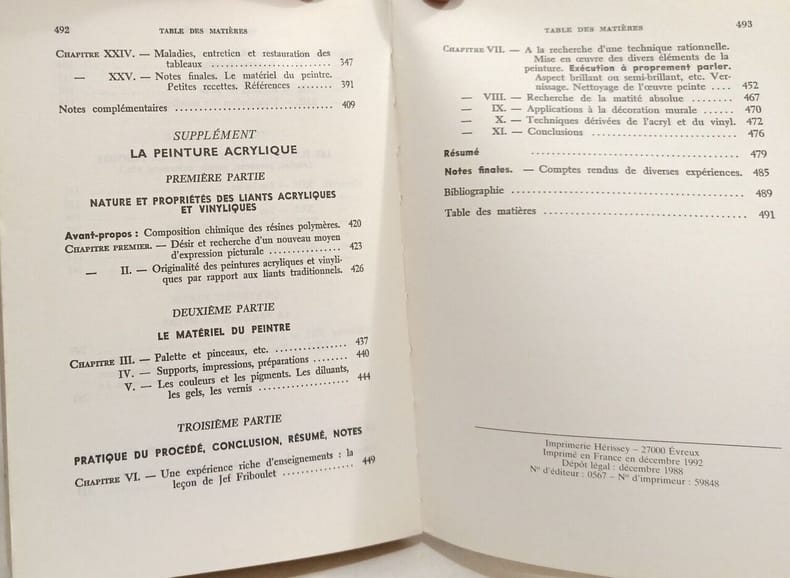 492
TABLE DES MATIÈRES
CHAPITRE XXIV. — Maladies, entretien et restauration des
tableaux .................... 347
— XXV. — Notes finales. Le matériel du peintre.
Petites recettes. Références ........ 391
Notes complémentaires .......................... 409
SUPPLÉMENT
LA PEINTURE ACRYLIQUE
PREMIÈRE PARTIE
NATURE ET PROPRIÉTÉS DES LIANTS ACRYLIQUES
ET VINYLIQUES
Avant-propos : Composition chimique des résines polymères. 420
CHAPITRE PREMIER. — Désir et recherche d'un nouveau moyen
d'expression picturale .............. 423
— II. — Originalité des peintures acryliques et vinyli-
ques par rapport aux liants traditionnels. 426
DEUXIÈME PARTIE
LE MATÉRIEL DU PEINTRE
CHAPITRE III. — Palette et pinceaux, etc. ................ 437
IV. — Supports, impressions, préparations ........ 440
V. — Les couleurs et les pigments. Les diluants,
les gels, les vernis .................. 444
TROISIÈME PARTIE
PRATIQUE DU PROCÉDÉ, CONCLUSION, RÉSUMÉ, NOTES
CHAPITRE VI. — Une expérience riche d'enseignements : la
leçon de Jef Friboulet .............. 449
TABLE DES MATIÈRES
493
CHAPITRE VII. — A la recherche d'une technique rationnelle.
Mise en œuvre des divers éléments de la
peinture. Exécution à proprement parler.
Aspect brillant ou semi-brillant, etc. Ver-
nissage. Nettoyage de l'œuvre peinte .... 452
— VIII. — Recherche de la matité absolue ........ 467
— IX. — Applications à la décoration murale ...... 470
— X. — Techniques dérivées de l'acryl et du vinyl. 472
— XI. — Conclusions ........................ 476
Résumé .......................... 479
Notes finales. — Comptes rendus de diverses expériences. 485
Bibliographie ........................................ 489
Table des matières .................................. 491
Imprimerie Hérissey – 27000 Évreux
Imprimé en France en décembre 1992
Dépôt légal : décembre 1988
N° d'éditeur : 0567 – N° d'imprimeur : 59848